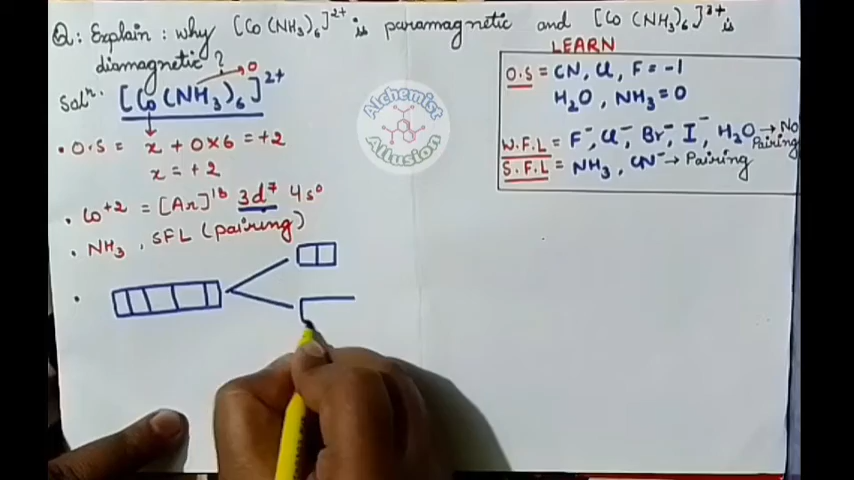 Q: Explain: why [Co(NH3)6]2+ is paramagnetic and [Co(NH3)6]3+ is
diamagnetic?
LEARN
Solⁿ. [Co(NH3)6]2+
0
• O.S = x + 0x6 = +2
x = +2
• Co+2 = [Ar]18 3d7 4s0
• NH3, SFL (pairing)
•
O.S = CN, Cl, F = -1
H2O, NH3 = 0
W.F.L = F-, Cl-, Br-, I-, H2O → No Pairing
S.F.L = NH3, CN- → Pairing
Alchemist
Allusion